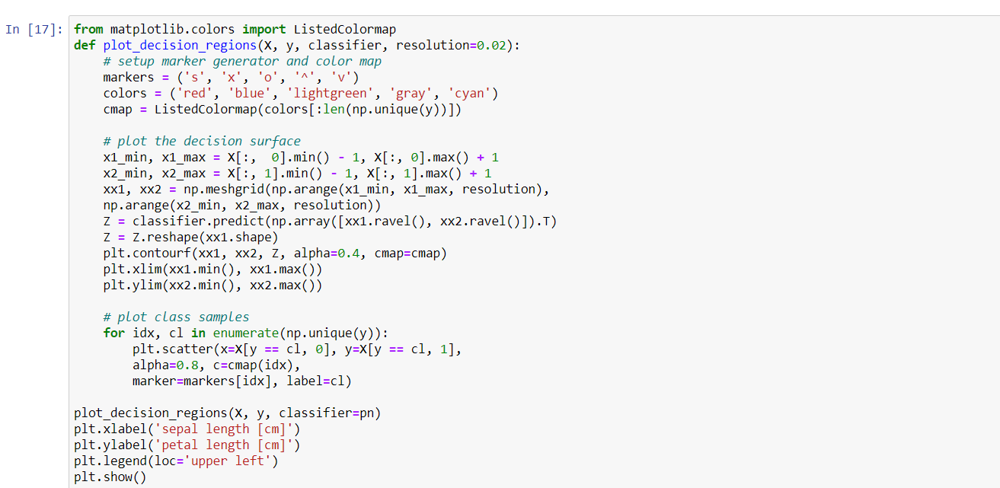 In [17]: from matplotlib.colors import ListedColormap
def plot_decision_regions(X, y, classifier, resolution=0.02):
    # setup marker generator and color map
    markers = ('s', 'x', 'o', '^', 'v')
    colors = ('red', 'blue', 'lightgreen', 'gray', 'cyan')
    cmap = ListedColormap(colors[:len(np.unique(y))])

    # plot the decision surface
    x1_min, x1_max = X[:,  0].min() - 1, X[:, 0].max() + 1
    x2_min, x2_max = X[:, 1].min() - 1, X[:, 1].max() + 1
    xx1, xx2 = np.meshgrid(np.arange(x1_min, x1_max, resolution),
    np.arange(x2_min, x2_max, resolution))
    Z = classifier.predict(np.array([xx1.ravel(), xx2.ravel()]).T)
    Z = Z.reshape(xx1.shape)
    plt.contourf(xx1, xx2, Z, alpha=0.4, cmap=cmap)
    plt.xlim(xx1.min(), xx1.max())
    plt.ylim(xx2.min(), xx2.max())

    # plot class samples
    for idx, cl in enumerate(np.unique(y)):
        plt.scatter(x=X[y == cl, 0], y=X[y == cl, 1],
        alpha=0.8, c=cmap(idx),
        marker=markers[idx], label=cl)

plot_decision_regions(X, y, classifier=pn)
plt.xlabel('sepal length [cm]')
plt.ylabel('petal length [cm]')
plt.legend(loc='upper left')
plt.show()